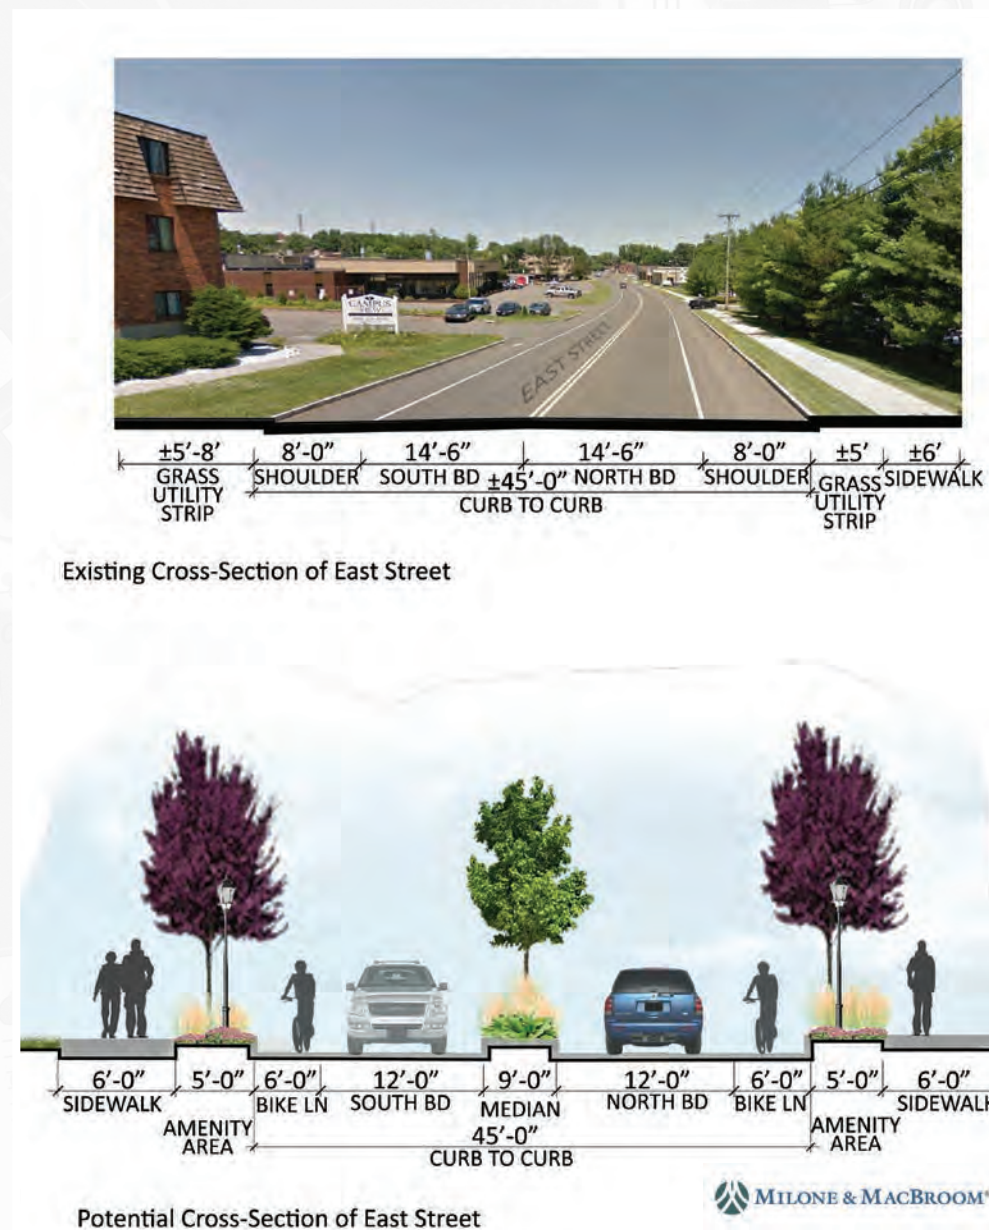 CAMPUS
VIEW
EAST STREET
±5'-8' 8'-0" 14'-6" 14'-6" 8'-0" ±5' ±6'
GRASS UTILITY STRIP SHOULDER SOUTH BD ±45'-0" NORTH BD SHOULDER GRASS UTILITY STRIP SIDEWALK
CURB TO CURB
Existing Cross-Section of East Street
6'-0" 5'-0" 6'-0" 12'-0" 9'-0" 12'-0" 6'-0" 5'-0" 6'-0"
SIDEWALK AMENITY AREA BIKE LN SOUTH BD MEDIAN NORTH BD BIKE LN AMENITY AREA SIDEWALK
45'-0"
CURB TO CURB
MILONE & MACBROOM®
Potential Cross-Section of East Street